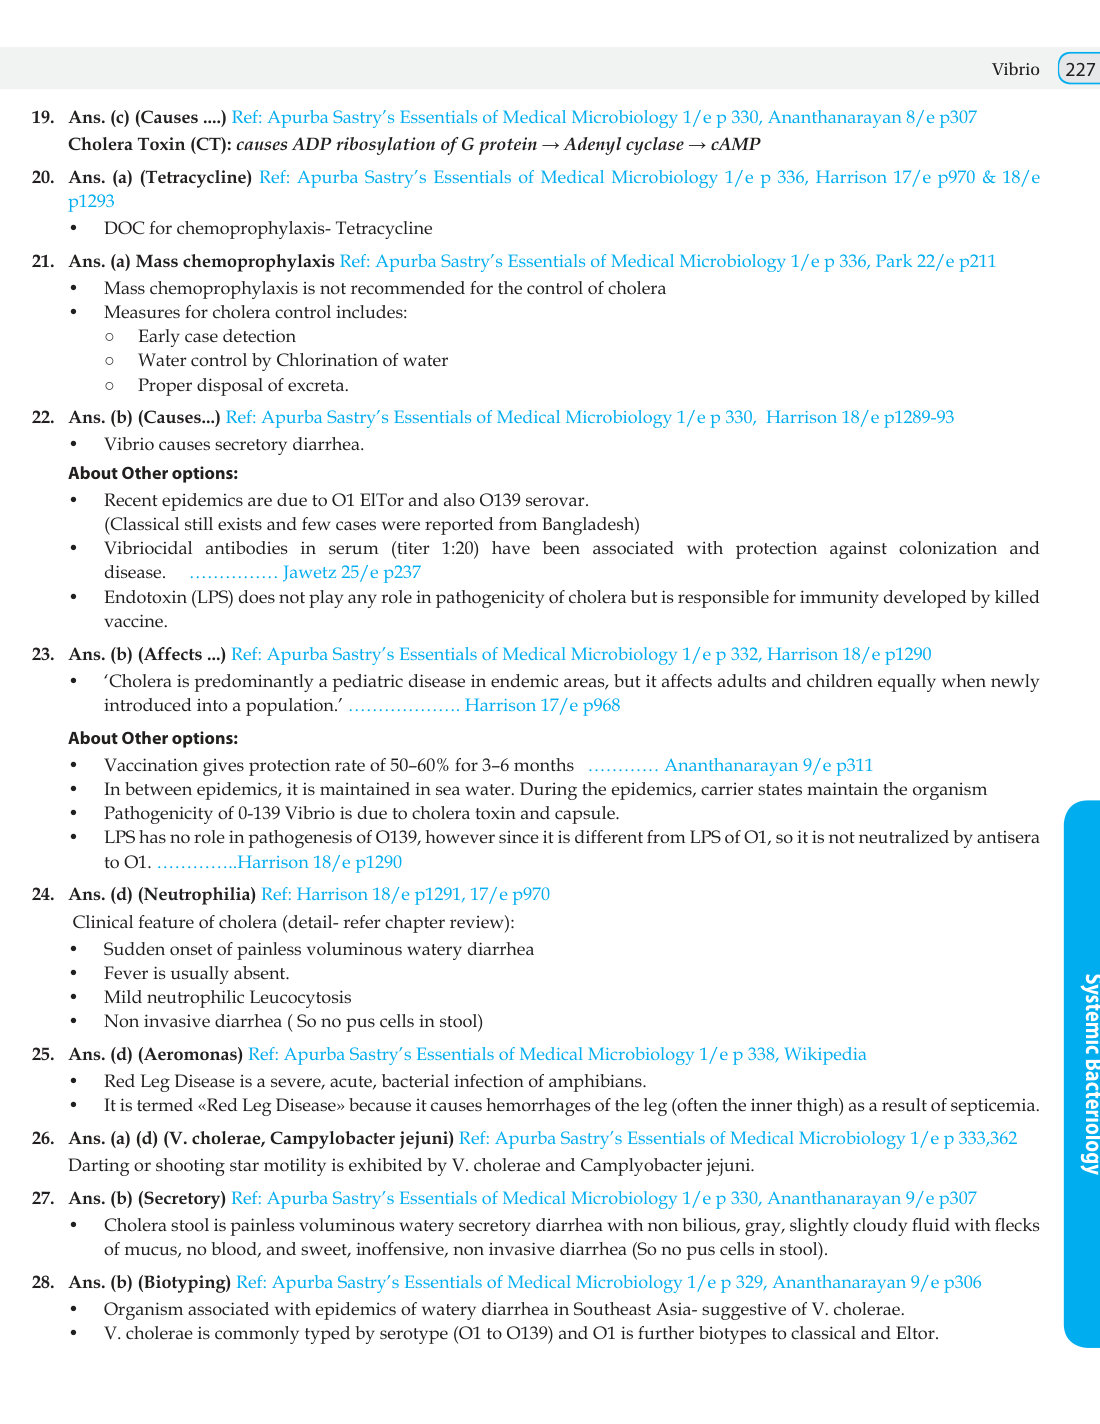 Vibrio 227
19. Ans. (c) (Causes ....) Ref: Apurba Sastry’s Essentials of Medical Microbiology 1/e p 330, Ananthanarayan 8/e p307
Cholera Toxin (CT): causes ADP ribosylation of G protein → Adenyl cyclase → cAMP
20. Ans. (a) (Tetracycline) Ref: Apurba Sastry’s Essentials of Medical Microbiology 1/e p 336, Harrison 17/e p970 & 18/e
p1293
• DOC for chemoprophylaxis- Tetracycline
21. Ans. (a) Mass chemoprophylaxis Ref: Apurba Sastry’s Essentials of Medical Microbiology 1/e p 336, Park 22/e p211
• Mass chemoprophylaxis is not recommended for the control of cholera
• Measures for cholera control includes:
○ Early case detection
○ Water control by Chlorination of water
○ Proper disposal of excreta.
22. Ans. (b) (Causes...) Ref: Apurba Sastry’s Essentials of Medical Microbiology 1/e p 330, Harrison 18/e p1289-93
• Vibrio causes secretory diarrhea.
About Other options:
• Recent epidemics are due to O1 ElTor and also O139 serovar.
(Classical still exists and few cases were reported from Bangladesh)
• Vibriocidal antibodies in serum (titer 1:20) have been associated with protection against colonization and
disease. …………… Jawetz 25/e p237
• Endotoxin (LPS) does not play any role in pathogenicity of cholera but is responsible for immunity developed by killed
vaccine.
23. Ans. (b) (Affects ...) Ref: Apurba Sastry’s Essentials of Medical Microbiology 1/e p 332, Harrison 18/e p1290
• ‘Cholera is predominantly a pediatric disease in endemic areas, but it affects adults and children equally when newly
introduced into a population.’ ………………. Harrison 17/e p968
About Other options:
• Vaccination gives protection rate of 50–60% for 3–6 months ………… Ananthanarayan 9/e p311
• In between epidemics, it is maintained in sea water. During the epidemics, carrier states maintain the organism
• Pathogenicity of 0-139 Vibrio is due to cholera toxin and capsule.
• LPS has no role in pathogenesis of O139, however since it is different from LPS of O1, so it is not neutralized by antisera
to O1. …………..Harrison 18/e p1290
24. Ans. (d) (Neutrophilia) Ref: Harrison 18/e p1291, 17/e p970
Clinical feature of cholera (detail- refer chapter review):
• Sudden onset of painless voluminous watery diarrhea
• Fever is usually absent.
• Mild neutrophilic Leucocytosis
• Non invasive diarrhea ( So no pus cells in stool)
25. Ans. (d) (Aeromonas) Ref: Apurba Sastry’s Essentials of Medical Microbiology 1/e p 338, Wikipedia
• Red Leg Disease is a severe, acute, bacterial infection of amphibians.
• It is termed «Red Leg Disease» because it causes hemorrhages of the leg (often the inner thigh) as a result of septicemia.
26. Ans. (a) (d) (V. cholerae, Campylobacter jejuni) Ref: Apurba Sastry’s Essentials of Medical Microbiology 1/e p 333,362
Darting or shooting star motility is exhibited by V. cholerae and Camplyobacter jejuni.
27. Ans. (b) (Secretory) Ref: Apurba Sastry’s Essentials of Medical Microbiology 1/e p 330, Ananthanarayan 9/e p307
• Cholera stool is painless voluminous watery secretory diarrhea with non bilious, gray, slightly cloudy fluid with flecks
of mucus, no blood, and sweet, inoffensive, non invasive diarrhea (So no pus cells in stool).
28. Ans. (b) (Biotyping) Ref: Apurba Sastry’s Essentials of Medical Microbiology 1/e p 329, Ananthanarayan 9/e p306
• Organism associated with epidemics of watery diarrhea in Southeast Asia- suggestive of V. cholerae.
• V. cholerae is commonly typed by serotype (O1 to O139) and O1 is further biotypes to classical and Eltor.
Systemic Bacteriology